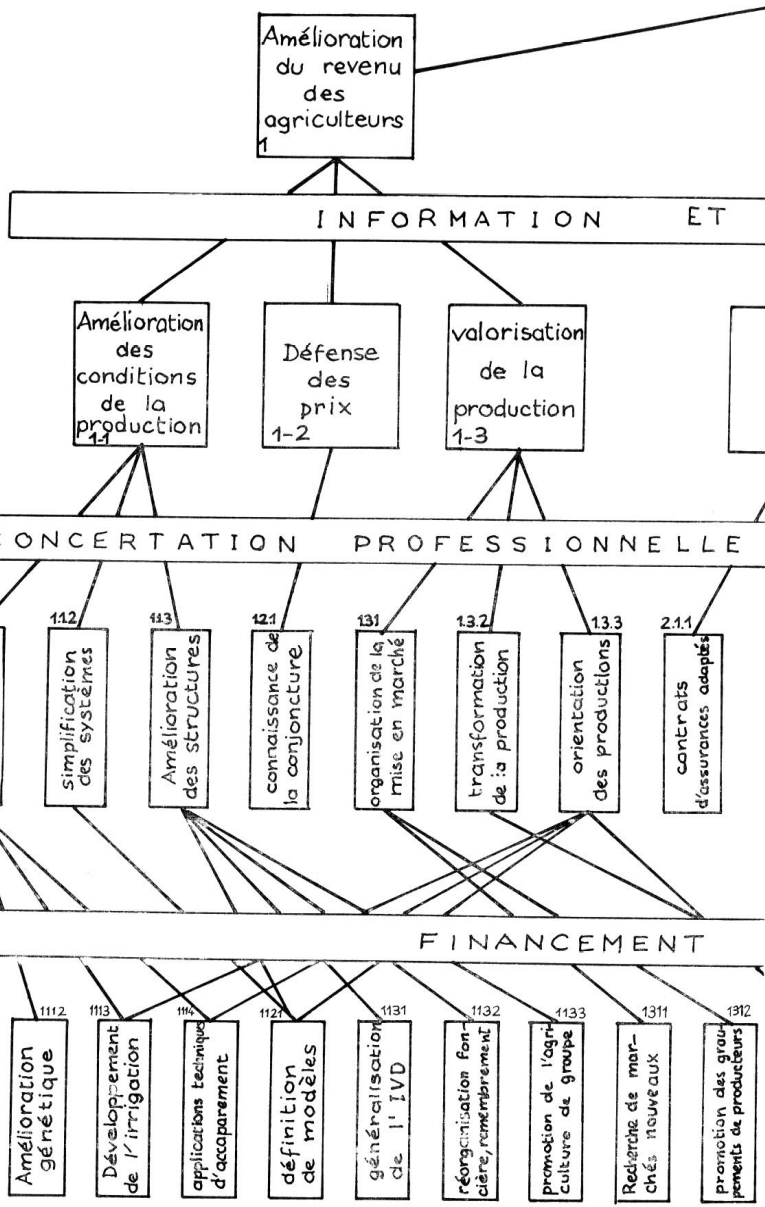 Amélioration
du revenu
des
agriculteurs
1
INFORMATION ET
Amélioration
des
conditions
de la
production
1-1
Défense
des
prix
1-2
valorisation
de la
production
1-3
ONCERTATION PROFESSIONNELLE
1.1.2
simplification
des systèmes
1.1.3
Amélioration
des structures
1.2.1
connaissance de
la conjoncture
1.3.1
organisation de la
mise en marché
1.3.2
transformation
de la production
1.3.3
orientation
des productions
2.1.1
contrats
d'assurances adaptés
FINANCEMENT
1112
Amélioration
génétique
1113
Développement
de l'irrigation
1114
applications techniques
d'accaparement
1121
définition
de modèles
1131
généralisation
de l'IVD
1132
réorganisation fon-
cière, remembrement
1133
promotion de l'agri-
culture de groupe
1311
Recherche de mar-
chés nouveaux
1312
promotion des grou-
pements de producteurs